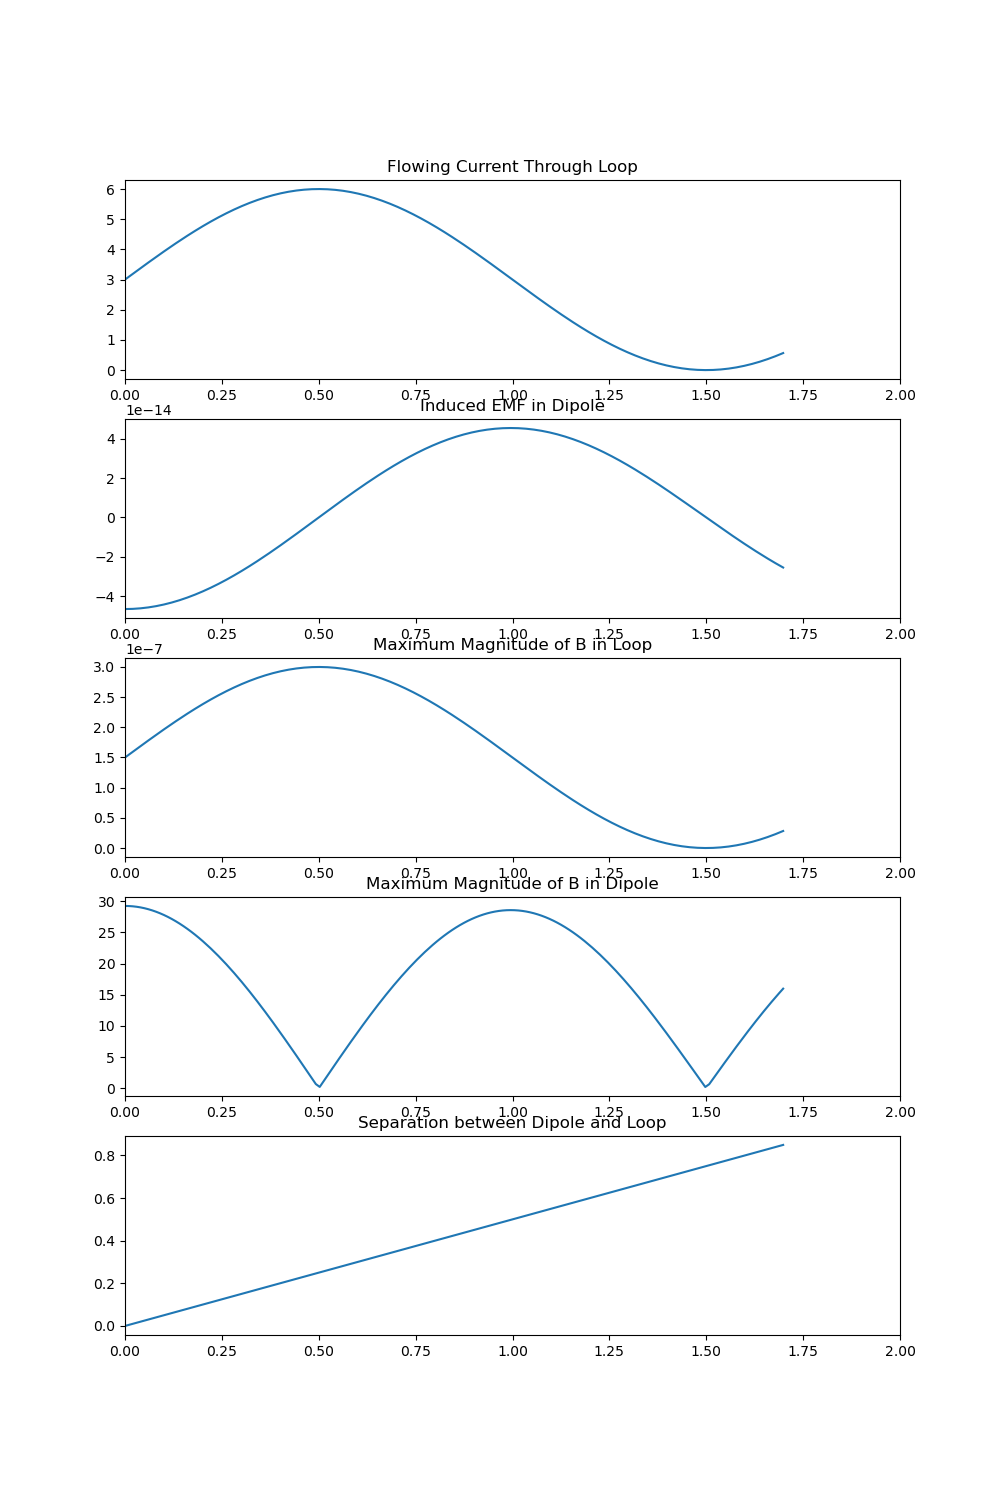 Flowing Current Through Loop
6
5
4
3
2
1
0
0.00 0.25 0.50 0.75 1.00 1.25 1.50 1.75 2.00
Induced EMF in Dipole
1e−14
4
2
0
−2
−4
0.00 0.25 0.50 0.75 1.00 1.25 1.50 1.75 2.00
Maximum Magnitude of B in Loop
1e−7
3.0
2.5
2.0
1.5
1.0
0.5
0.0
0.00 0.25 0.50 0.75 1.00 1.25 1.50 1.75 2.00
Maximum Magnitude of B in Dipole
30
25
20
15
10
5
0
0.00 0.25 0.50 0.75 1.00 1.25 1.50 1.75 2.00
Separation between Dipole and Loop
0.8
0.6
0.4
0.2
0.0
0.00 0.25 0.50 0.75 1.00 1.25 1.50 1.75 2.00